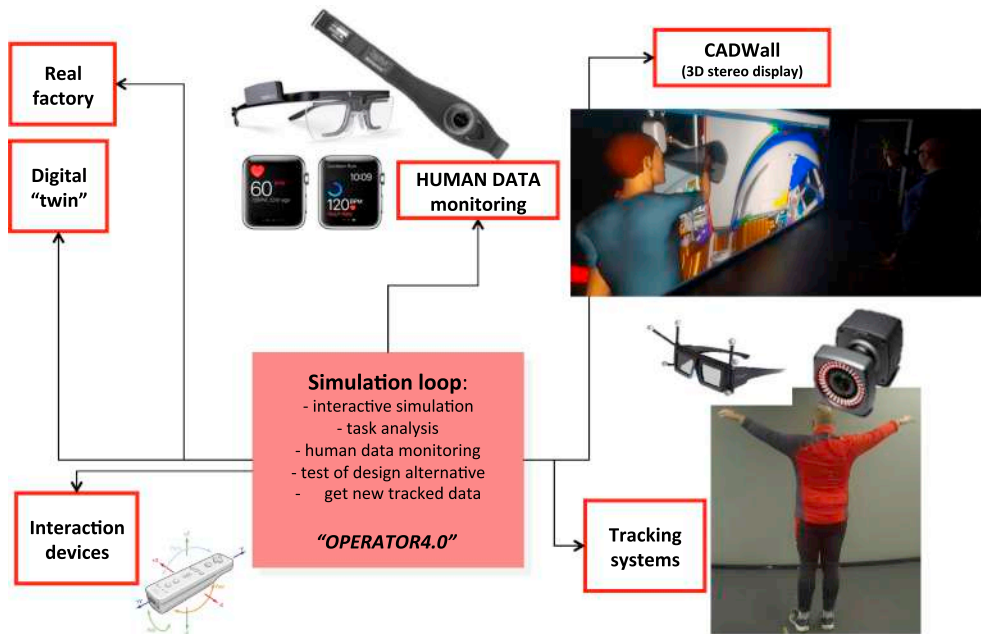 Real
factory
CADWall
(3D stereo display)
Digital
“twin”
60
10:09
120 BPM
HUMAN DATA
monitoring
Simulation loop:
- interactive simulation
- task analysis
- human data monitoring
- test of design alternative
- get new tracked data
“OPERATOR4.0”
Interaction
devices
Tracking
systems